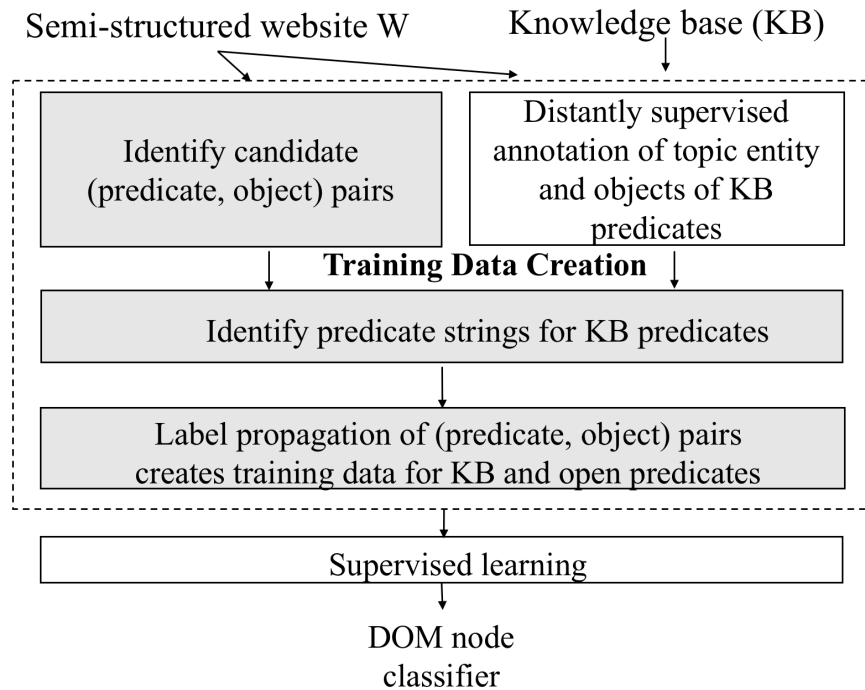 Semi-structured website W
Knowledge base (KB)
Identify candidate
(predicate, object) pairs
Distantly supervised
annotation of topic entity
and objects of KB
predicates
Training Data Creation
Identify predicate strings for KB predicates
Label propagation of (predicate, object) pairs
creates training data for KB and open predicates
Supervised learning
DOM node
classifier